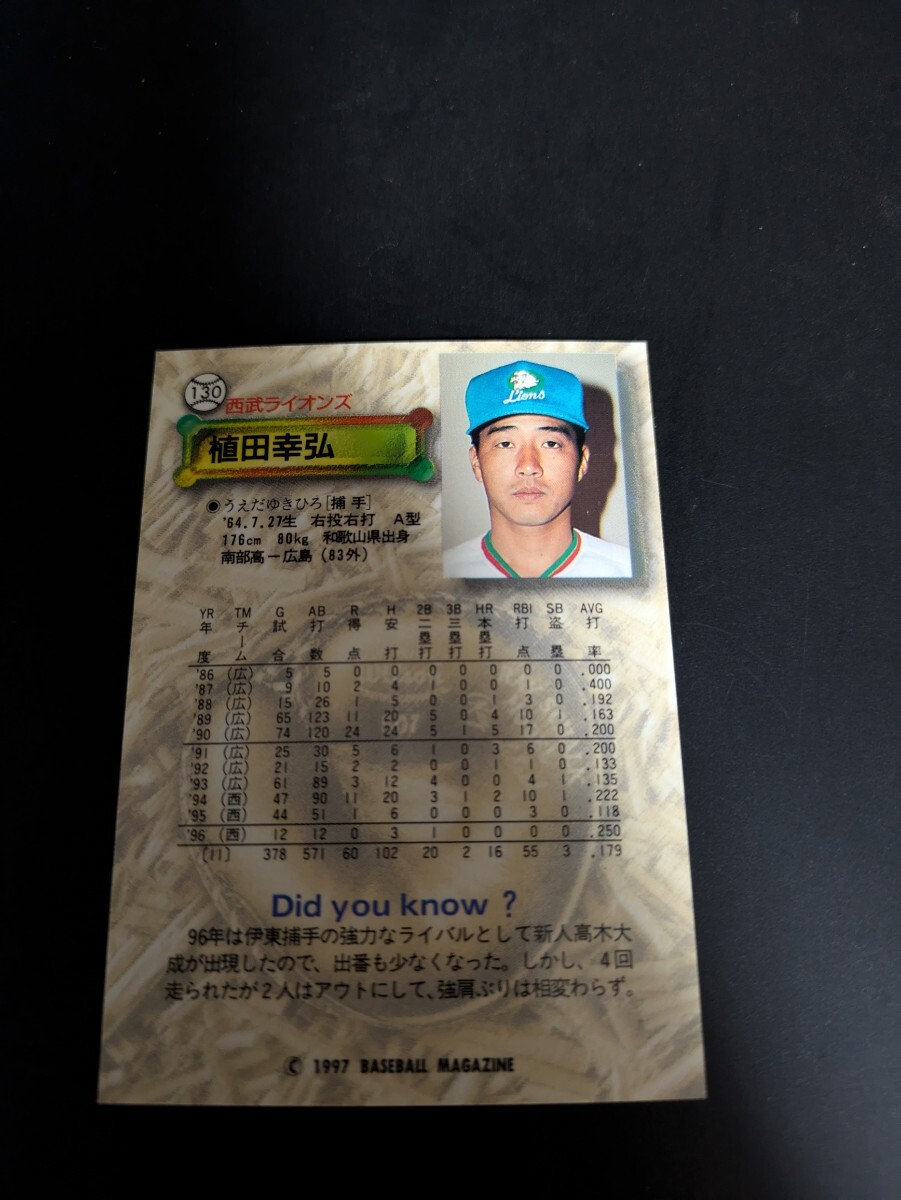 130
西武ライオンズ
Lions
植田幸弘
●うえだゆきひろ[捕手]
'64.7.27生 右投右打 A型
176cm 80kg 和歌山県出身
南部高―広島(83外)
YR TM G AB R H 2B 3B HR RBI SB AVG
年度 チーム 試合 打数 得点 安打 二塁打 三塁打 本塁打 打点 盗塁 打率
'86 (広) 5 5 0 0 0 0 0 0 0 .000
'87 (広) 9 10 2 4 1 0 0 1 0 .400
'88 (広) 15 26 1 5 0 0 1 3 0 .192
'89 (広) 65 123 11 20 5 0 4 10 1 .163
'90 (広) 74 120 24 24 5 1 5 17 0 .200
'91 (広) 25 30 5 6 1 0 3 6 0 .200
'92 (広) 21 15 2 2 0 0 1 1 0 .133
'93 (広) 61 89 3 12 4 0 0 4 1 .135
'94 (西) 47 90 11 20 3 1 2 10 1 .222
'95 (西) 44 51 1 6 0 0 0 3 0 .118
'96 (西) 12 12 0 3 1 0 0 0 0 .250
(11) 378 571 60 102 20 2 16 55 3 .179
Did you know ?
96年は伊東捕手の強力なライバルとして新人高木大
成が出現したので、出番も少なくなった。しかし、4回
走られたが2人はアウトにして、強肩ぶりは相変わらず。
© 1997 BASEBALL MAGAZINE